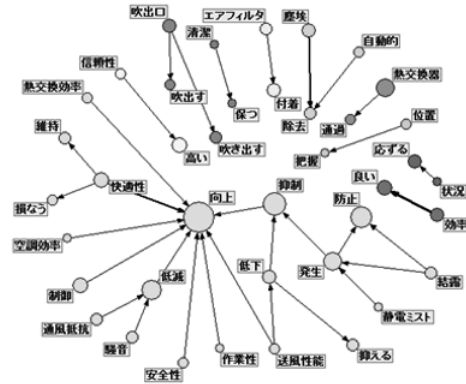 吹出口
清潔
エアフィルタ
塵埃
自動的
信頼性
熱交換器
熱交換効率
吹出す
保つ
付着
除去
通過
位置
維持
高い
吹き出す
把握
応ずる
快適性
向上
抑制
良い
状況
損なう
防止
効率
空調効率
低減
低下
発生
結露
制御
静電ミスト
通風抵抗
騒音
安全性
作業性
送風性能
抑える